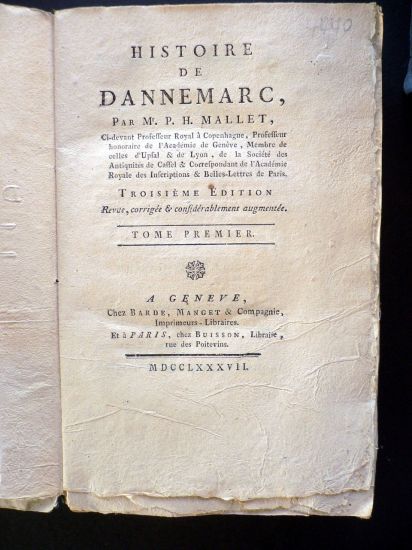 4440
HISTOIRE
DE
DANNEMARC,
PAR Mr. P. H. MALLET,
Ci-devant Professeur Royal à Copenhague, Professeur
honoraire de l'Académie de Genève, Membre de
celles d'Upsal & de Lyon, de la Société des
Antiquités de Cassel & Correspondant de l'Académie
Royale des Inscriptions & Belles-Lettres de Paris.
TROISIÈME EDITION
Revue, corrigée & considérablement augmentée.
TOME PREMIER.
A GENEVE,
Chez BARDE, MANGET & Compagnie,
Imprimeurs-Libraires.
Et à PARIS, chez BUISSON, Libraire,
rue des Poitevins.
MDCCLXXXVII.